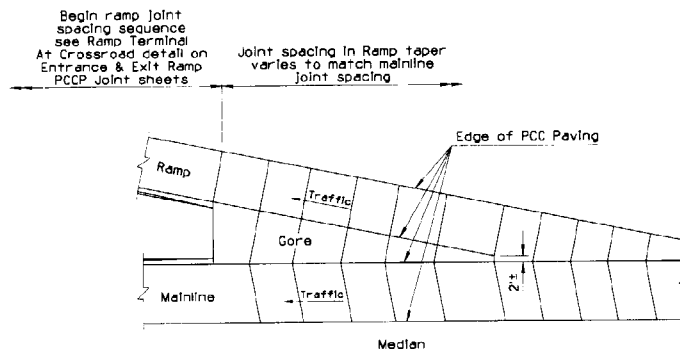 Begin ramp joint
spacing sequence
see Ramp Terminal
At Crossroad detail on
Entrance & Exit Ramp
PCCP Joint sheets
Joint spacing in Ramp taper
varies to match mainline
joint spacing
Edge of PCC Paving
Ramp
Traffic
Gore
2'±
Mainline
Traffic
Median